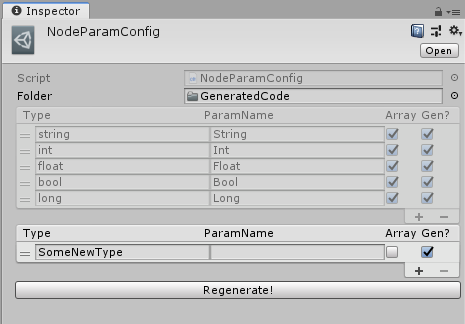 Inspector
NodeParamConfig
Open
Script NodeParamConfig
Folder GeneratedCode
Type ParamName Array Gen?
string String
int Int
float Float
bool Bool
long Long
+ −
Type ParamName Array Gen?
SomeNewType
+ −
Regenerate!